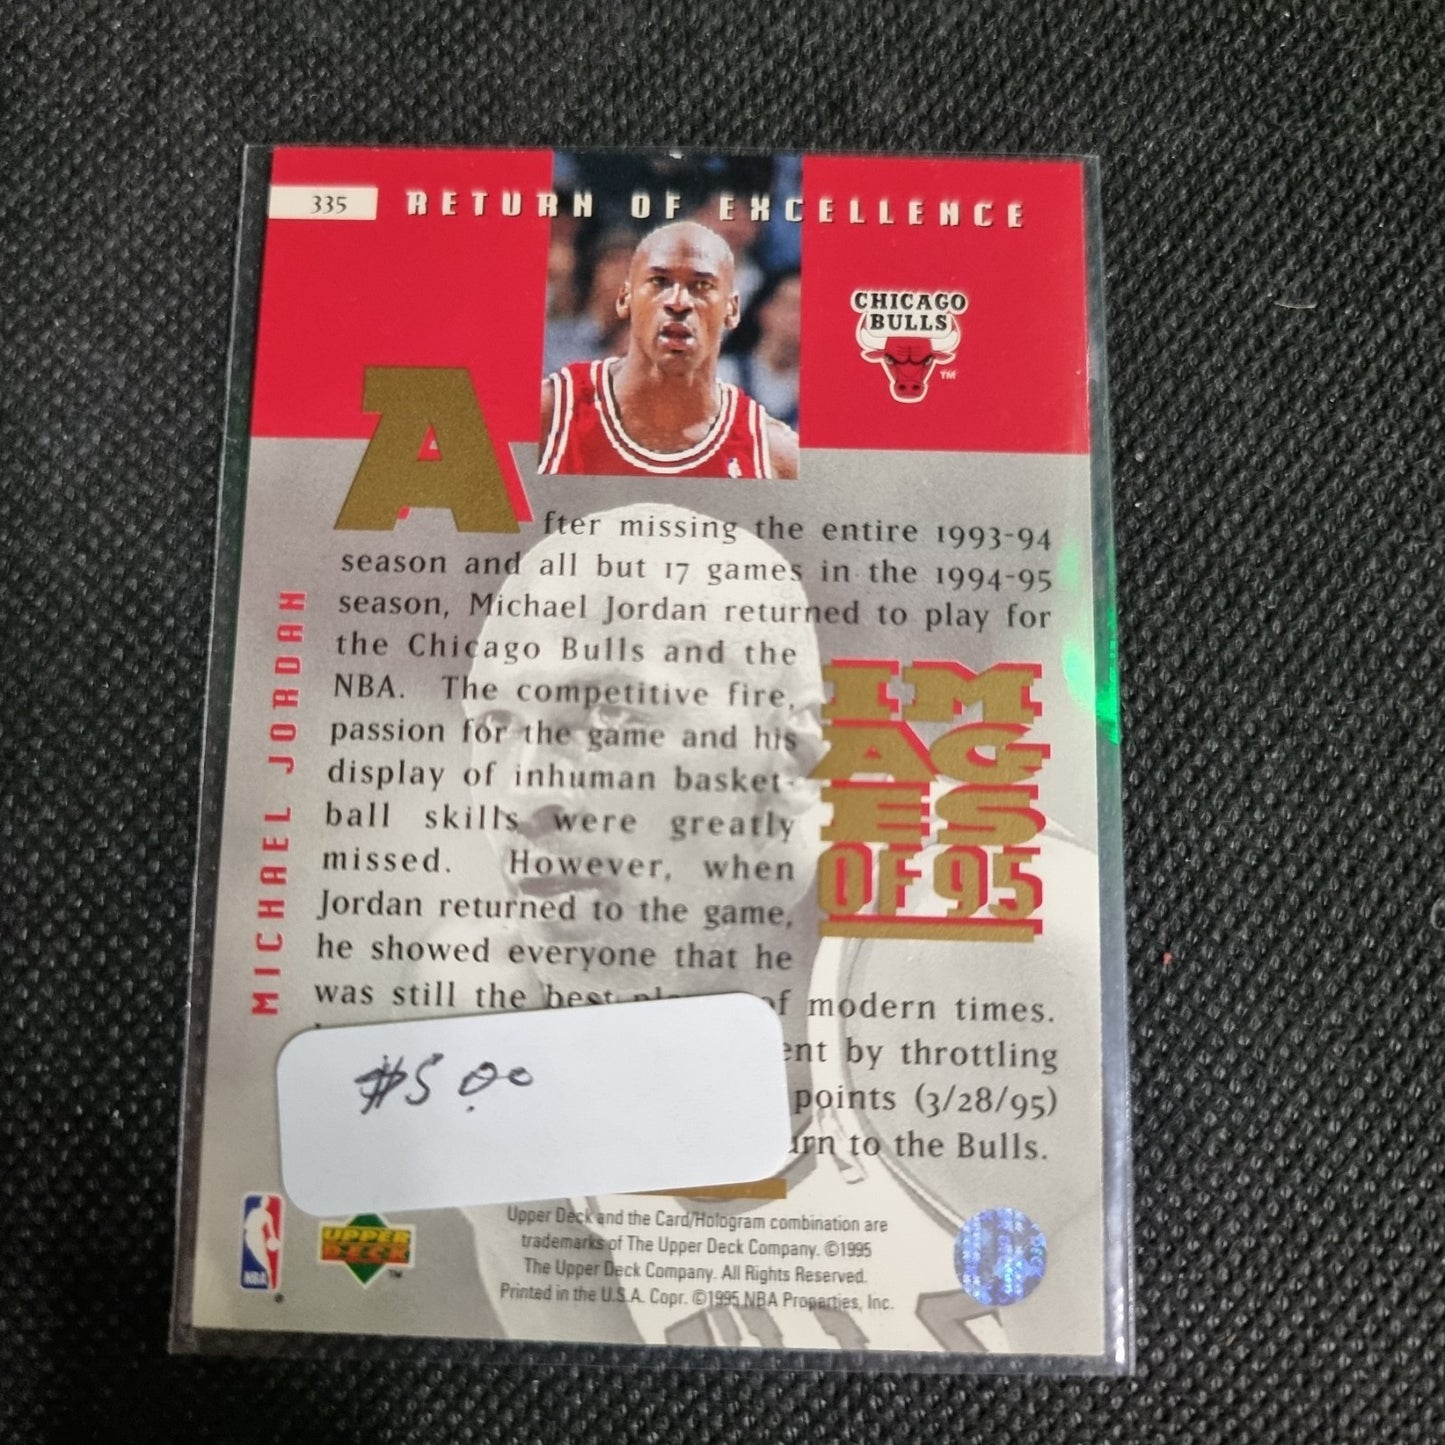 335 RETURN OF EXCELLENCE
CHICAGO
BULLS
TM
After missing the entire 1993-94
season and all but 17 games in the 1994-95
season, Michael Jordan returned to play for
the Chicago Bulls and the
NBA. The competitive fire,
passion for the game and his
display of inhuman basket-
ball skills were greatly
missed. However, when
Jordan returned to the game,
he showed everyone that he
was still the best of modern times.
by throttling
points (3/28/95)
to the Bulls.
IM
AG
ES
OF 95
MICHAEL JORDAN
$5.00
NBA
UPPER
DECK
TM
Upper Deck and the Card/Hologram combination are
trademarks of The Upper Deck Company. ©1995
The Upper Deck Company. All Rights Reserved.
Printed in the U.S.A. Copr. ©1995 NBA Properties, Inc.